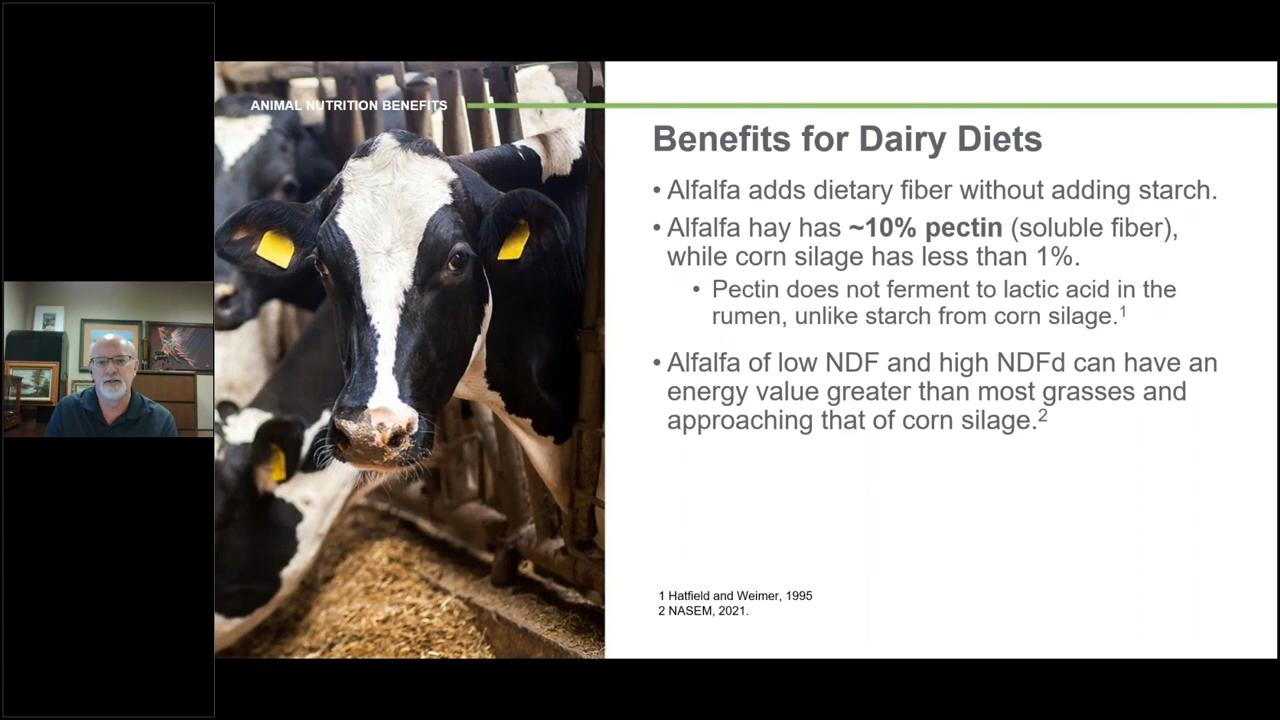 ANIMAL NUTRITION BENEFITS
Benefits for Dairy Diets
• Alfalfa adds dietary fiber without adding starch.
• Alfalfa hay has ~10% pectin (soluble fiber),
while corn silage has less than 1%.
• Pectin does not ferment to lactic acid in the
rumen, unlike starch from corn silage.1
• Alfalfa of low NDF and high NDFd can have an
energy value greater than most grasses and
approaching that of corn silage.2
1 Hatfield and Weimer, 1995
2 NASEM, 2021.